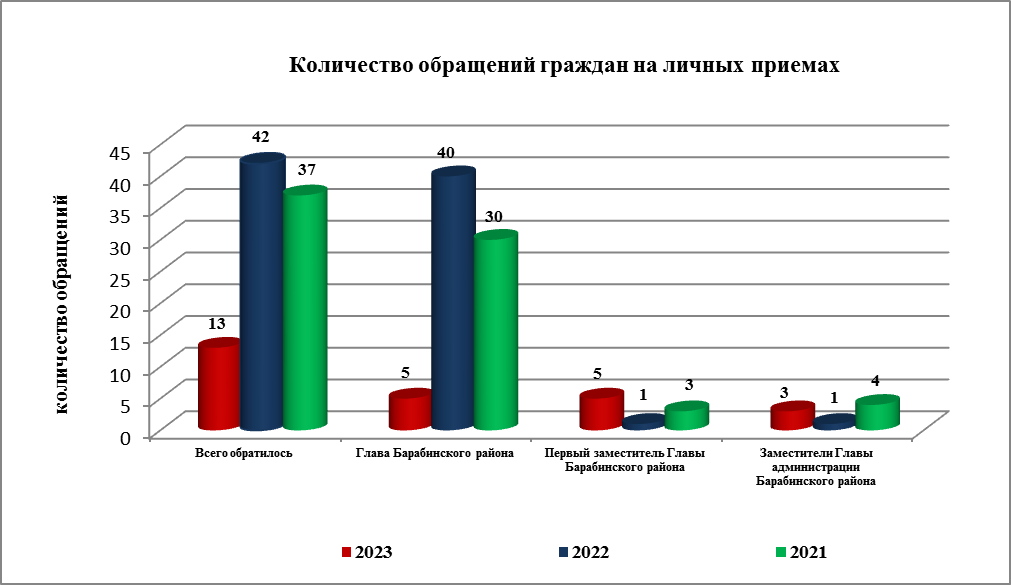 Количество обращений граждан на личных приемах
количество обращений
45
40
35
30
25
20
15
10
5
0
13
42
37
5
40
30
5
1
3
3
1
4
Всего обратилось
Глава Барабинского района
Первый заместитель Главы
Барабинского района
Заместители Главы
администрации
Барабинского района
2023
2022
2021